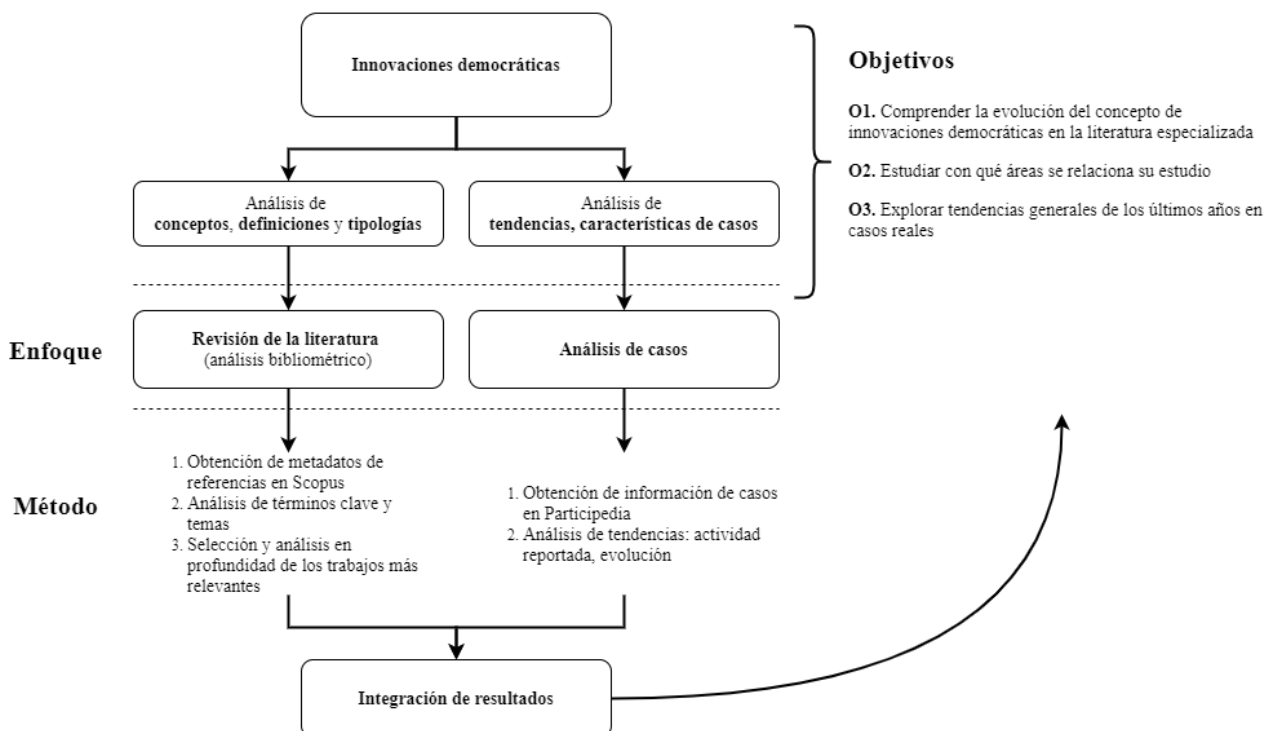 Innovaciones democráticas
Objetivos
O1. Comprender la evolución del concepto de
innovaciones democráticas en la literatura especializada
O2. Estudiar con qué áreas se relaciona su estudio
O3. Explorar tendencias generales de los últimos años en
casos reales
Análisis de
conceptos, definiciones y tipologías
Análisis de
tendencias, características de casos
Enfoque
Revisión de la literatura
(análisis bibliométrico)
Análisis de casos
Método
1. Obtención de metadatos de
referencias en Scopus
2. Análisis de términos clave y
temas
3. Selección y análisis en
profundidad de los trabajos más
relevantes
1. Obtención de información de casos
en Participedia
2. Análisis de tendencias: actividad
reportada, evolución
Integración de resultados